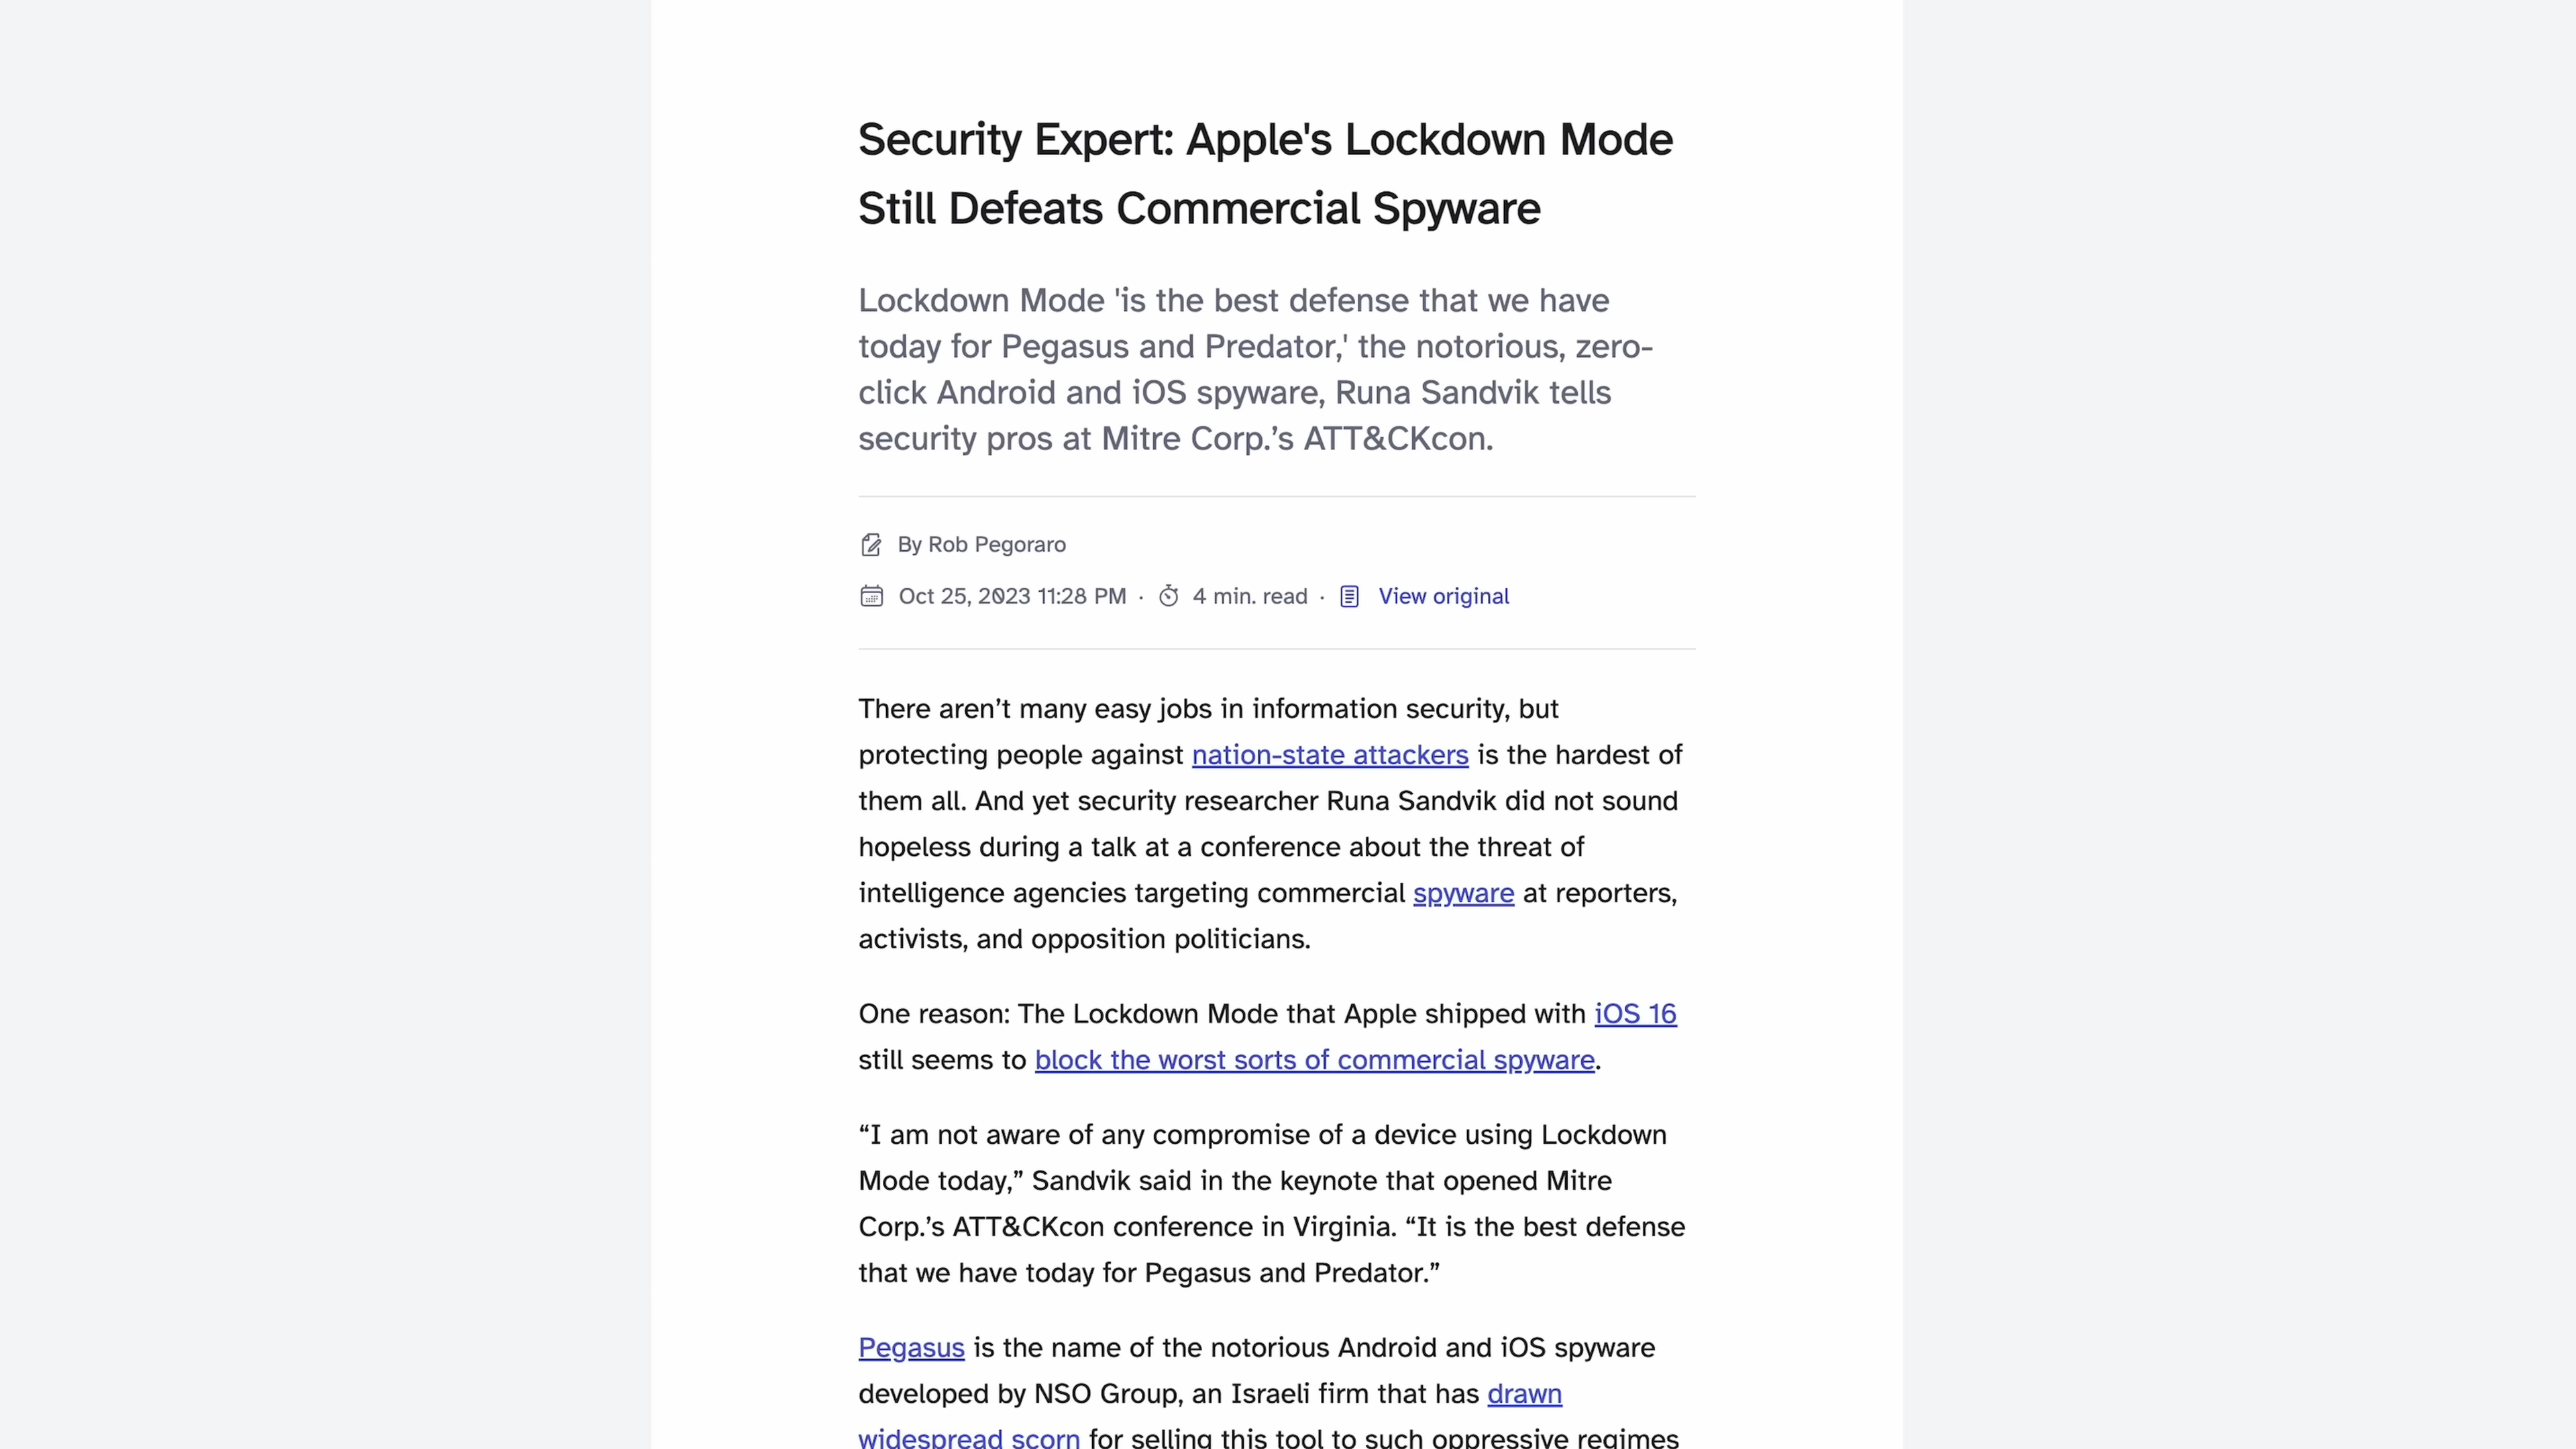 Security Expert: Apple's Lockdown Mode
Still Defeats Commercial Spyware
Lockdown Mode 'is the best defense that we have
today for Pegasus and Predator,' the notorious, zero-
click Android and iOS spyware, Runa Sandvik tells
security pros at Mitre Corp.’s ATT&CKcon.
By Rob Pegoraro
Oct 25, 2023 11:28 PM · 4 min. read · View original
There aren’t many easy jobs in information security, but
protecting people against nation-state attackers is the hardest of
them all. And yet security researcher Runa Sandvik did not sound
hopeless during a talk at a conference about the threat of
intelligence agencies targeting commercial spyware at reporters,
activists, and opposition politicians.
One reason: The Lockdown Mode that Apple shipped with iOS 16
still seems to block the worst sorts of commercial spyware.
“I am not aware of any compromise of a device using Lockdown
Mode today,” Sandvik said in the keynote that opened Mitre
Corp.’s ATT&CKcon conference in Virginia. “It is the best defense
that we have today for Pegasus and Predator.”
Pegasus is the name of the notorious Android and iOS spyware
developed by NSO Group, an Israeli firm that has drawn
widespread scorn for selling this tool to such oppressive regimes